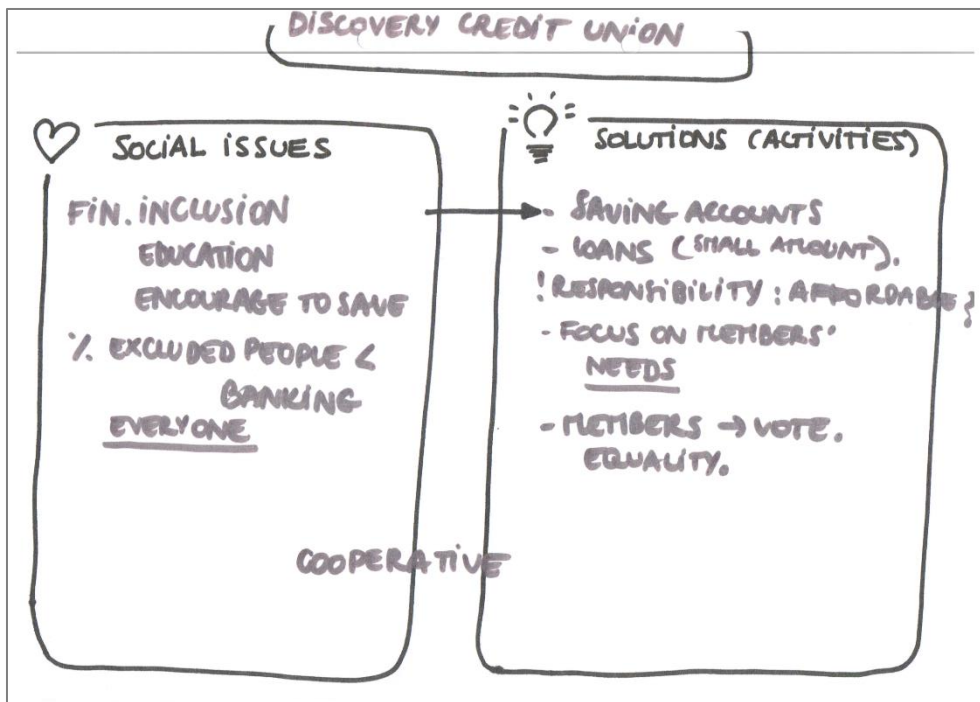 DISCOVERY CREDIT UNION
SOCIAL ISSUES
FIN. INCLUSION
EDUCATION
ENCOURAGE TO SAVE
% EXCLUDED PEOPLE <
BANKING
EVERYONE
SOLUTIONS (ACTIVITIES)
- SAVING ACCOUNTS
- LOANS (SMALL AMOUNT).
! RESPONSIBILITY : AFFORDABLE }
- FOCUS ON MEMBERS'
NEEDS
- MEMBERS → VOTE.
EQUALITY.
COOPERATIVE